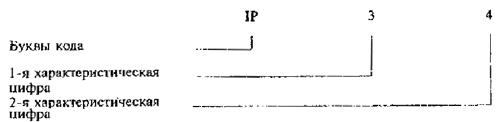 IP 3 4
Буквы кода
1-я характеристическая
цифра
2-я характеристическая
цифра